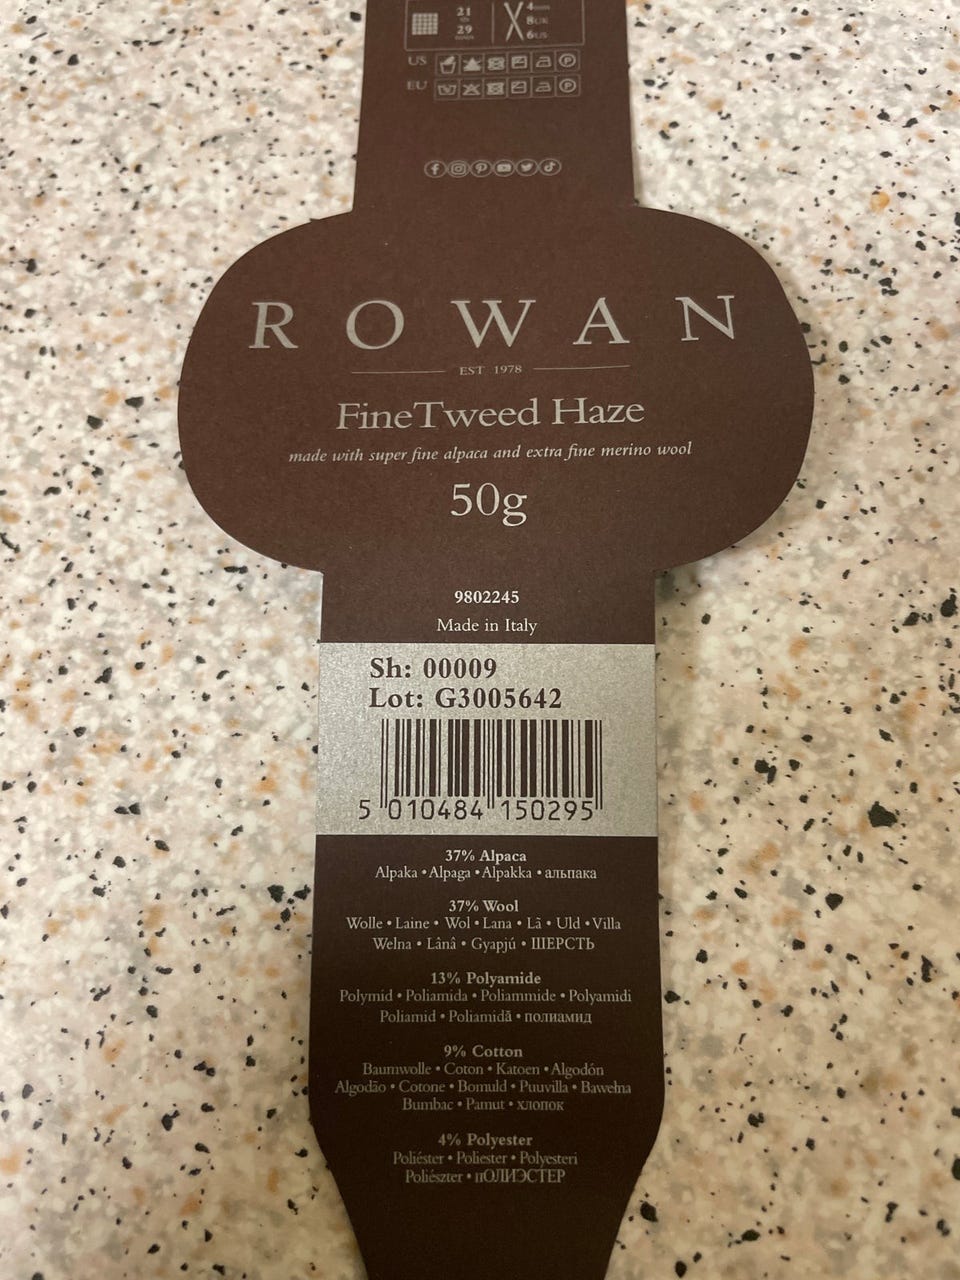 21
29
4mm
8UK
6US
US
EU
ROWAN
EST 1978
FineTweed Haze
made with super fine alpaca and extra fine merino wool
50g
9802245
Made in Italy
Sh: 00009
Lot: G3005642
5 010484 150295
37% Alpaca
Alpaka • Alpaga • Alpakka • альпака
37% Wool
Wolle • Laine • Wol • Lana • Lã • Uld • Villa
Wełna • Lână • Gyapjú • ШЕРСТЬ
13% Polyamide
Polymid • Poliamida • Poliammide • Polyamidi
Poliamid • Poliamidă • полиамид
9% Cotton
Baumwolle • Coton • Katoen • Algodón
Algodão • Cotone • Bomuld • Puuvilla • Bawełna
Bumbac • Pamut • хлопок
4% Polyester
Poliéster • Poliester • Polyesteri
Poliészter • пОЛИЭСТЕР